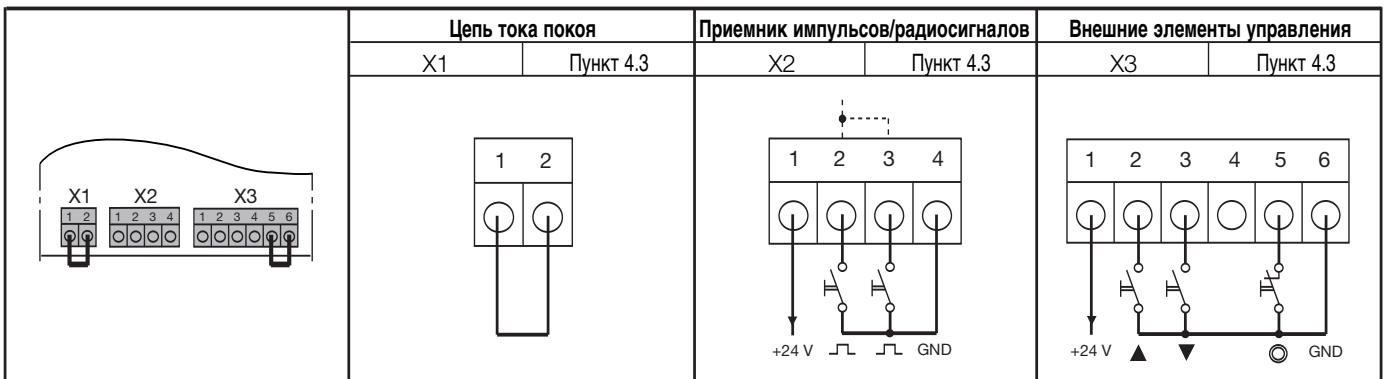 Цепь тока покоя
Приемник импульсов/радиосигналов
Внешние элементы управления
X1 Пункт 4.3
X2 Пункт 4.3
X3 Пункт 4.3
X1 X2 X3
1 2 1 2 3 4 1 2 3 4 5 6
1 2
1 2 3 4
+24 V GND
1 2 3 4 5 6
+24 V GND